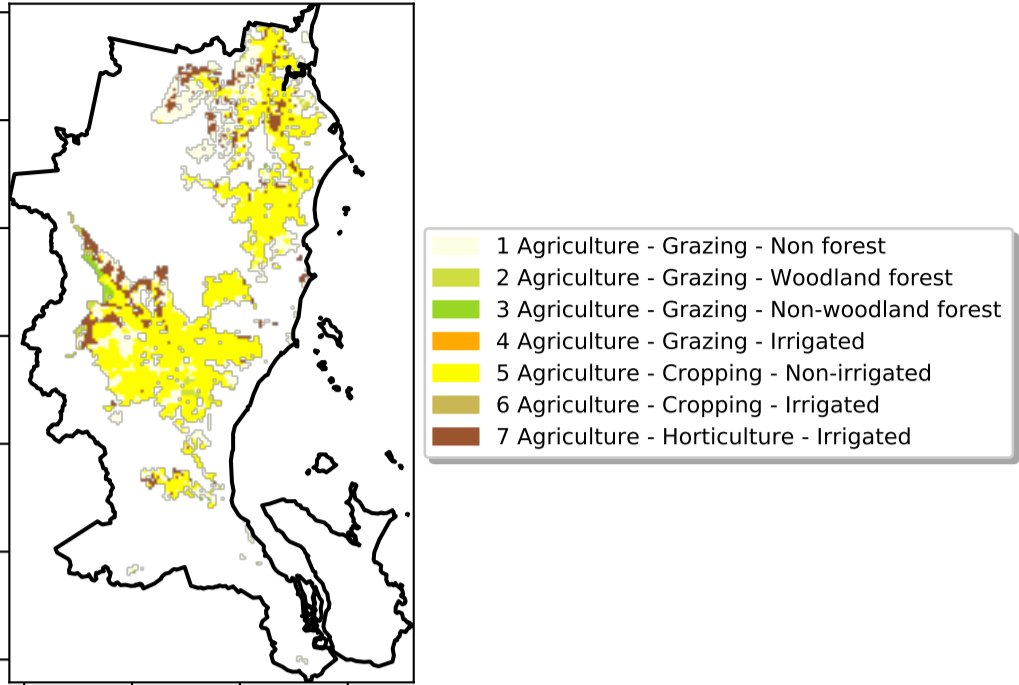 1 Agriculture - Grazing - Non forest
2 Agriculture - Grazing - Woodland forest
3 Agriculture - Grazing - Non-woodland forest
4 Agriculture - Grazing - Irrigated
5 Agriculture - Cropping - Non-irrigated
6 Agriculture - Cropping - Irrigated
7 Agriculture - Horticulture - Irrigated